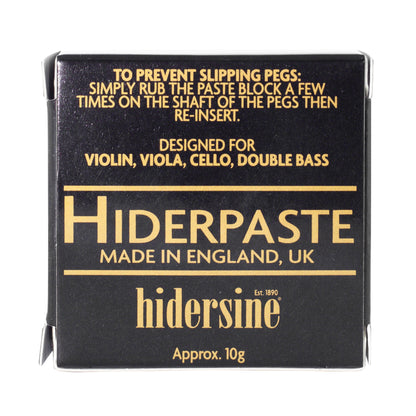 TO PREVENT SLIPPING PEGS:
SIMPLY RUB THE PASTE BLOCK A FEW
TIMES ON THE SHAFT OF THE PEGS THEN
RE-INSERT.
DESIGNED FOR
VIOLIN, VIOLA, CELLO, DOUBLE BASS
HIDERPASTE
MADE IN ENGLAND, UK
Est. 1890
hidersine®
Approx. 10g